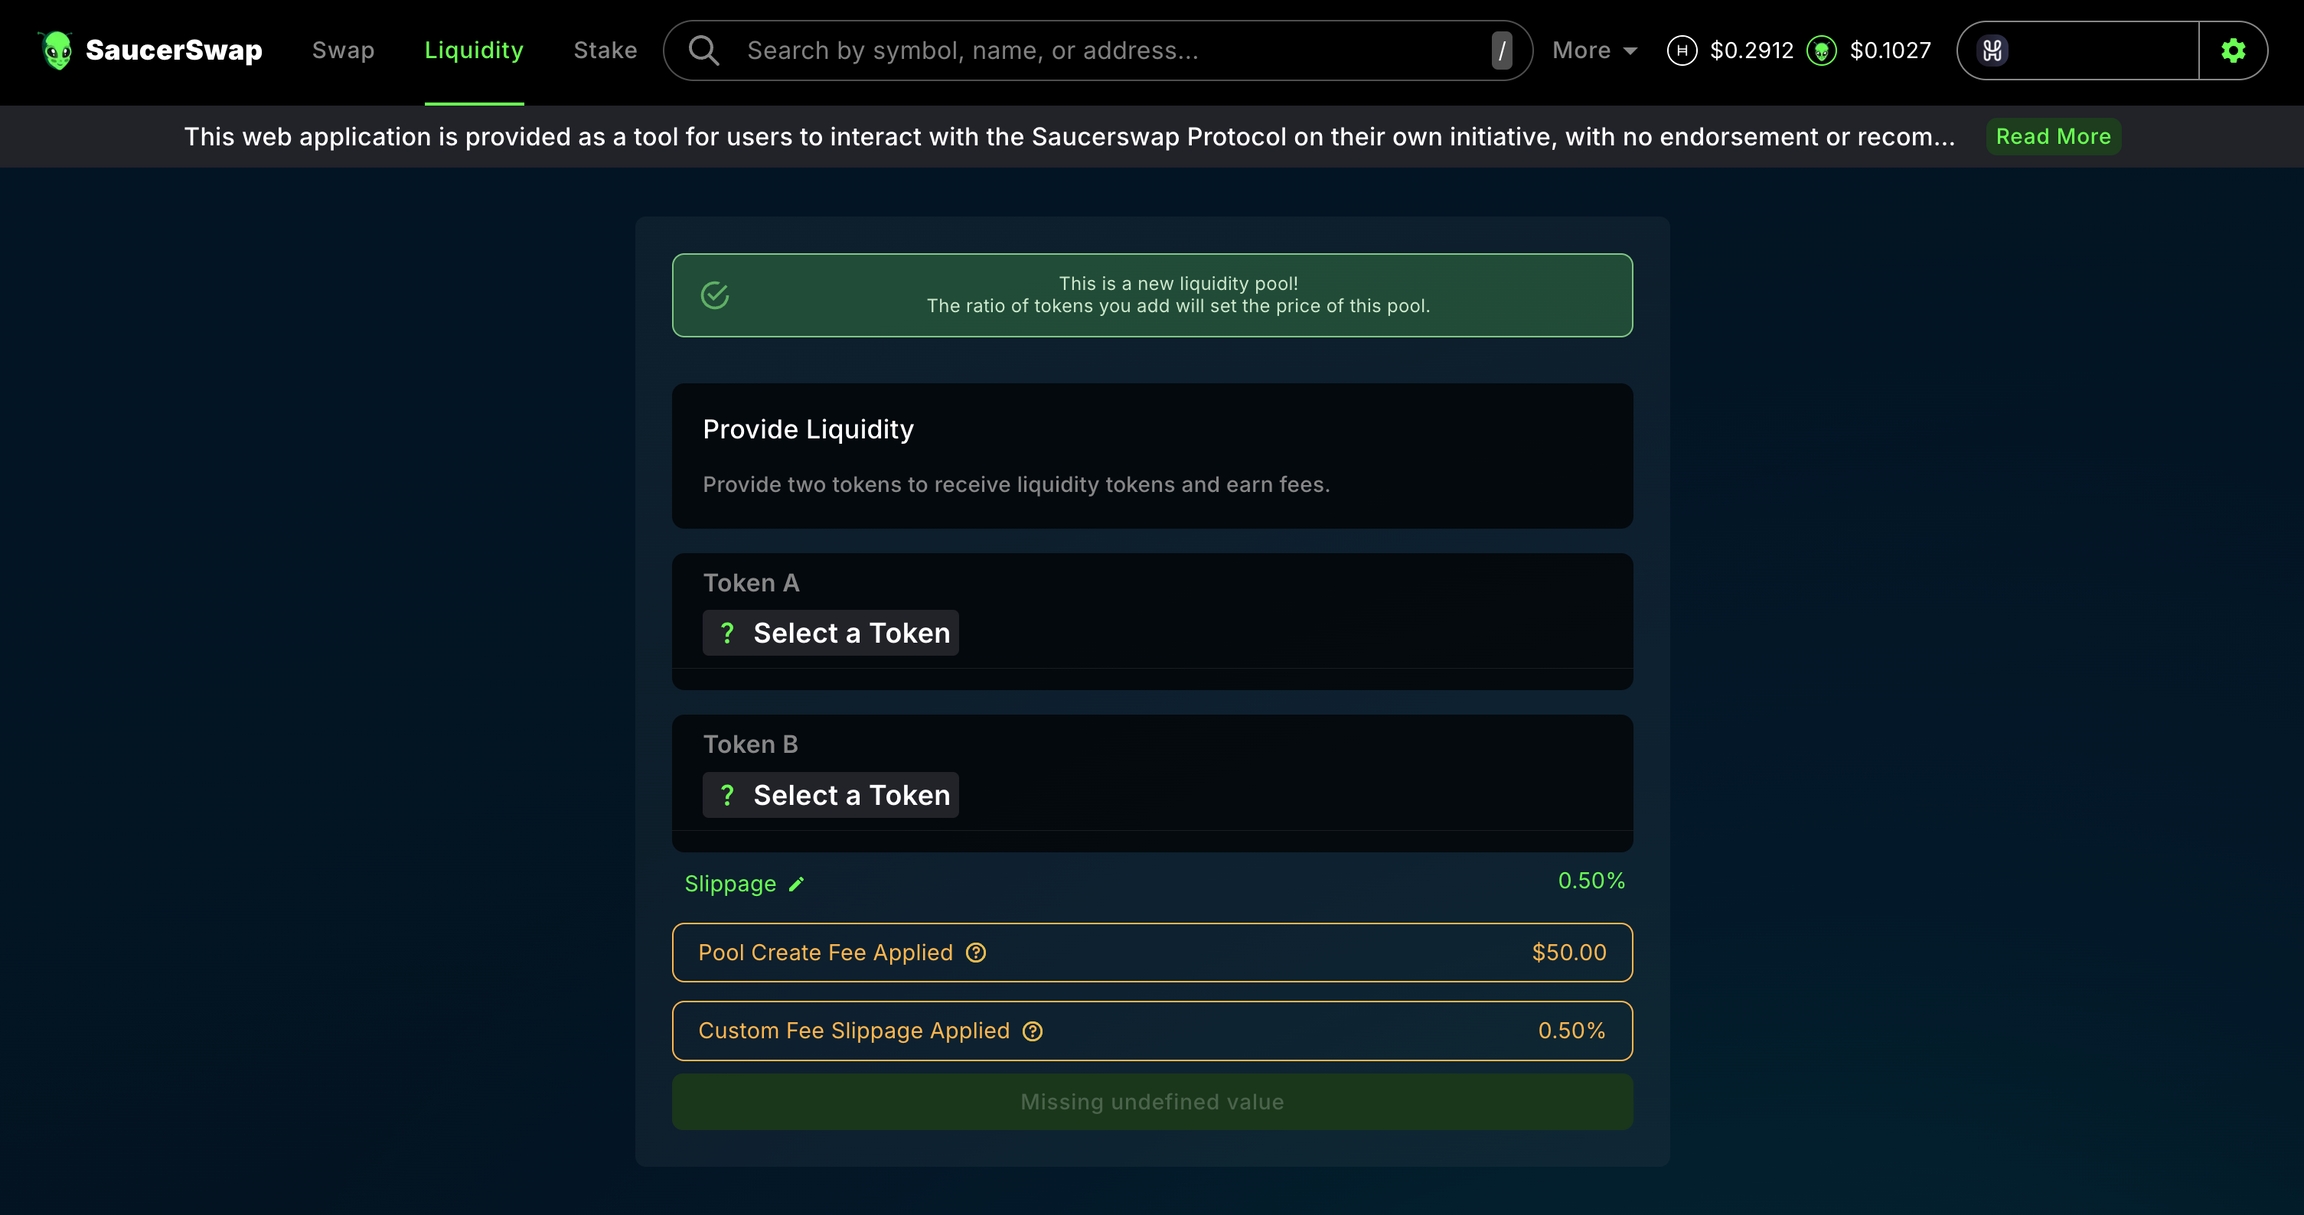 SaucerSwap
Swap
Liquidity
Stake
Search by symbol, name, or address...
/
More
H
$0.2912
$0.1027
This web application is provided as a tool for users to interact with the Saucerswap Protocol on their own initiative, with no endorsement or recom...
Read More
This is a new liquidity pool!
The ratio of tokens you add will set the price of this pool.
Provide Liquidity
Provide two tokens to receive liquidity tokens and earn fees.
Token A
? Select a Token
Token B
? Select a Token
Slippage
0.50%
Pool Create Fee Applied ?
$50.00
Custom Fee Slippage Applied ?
0.50%
Missing undefined value